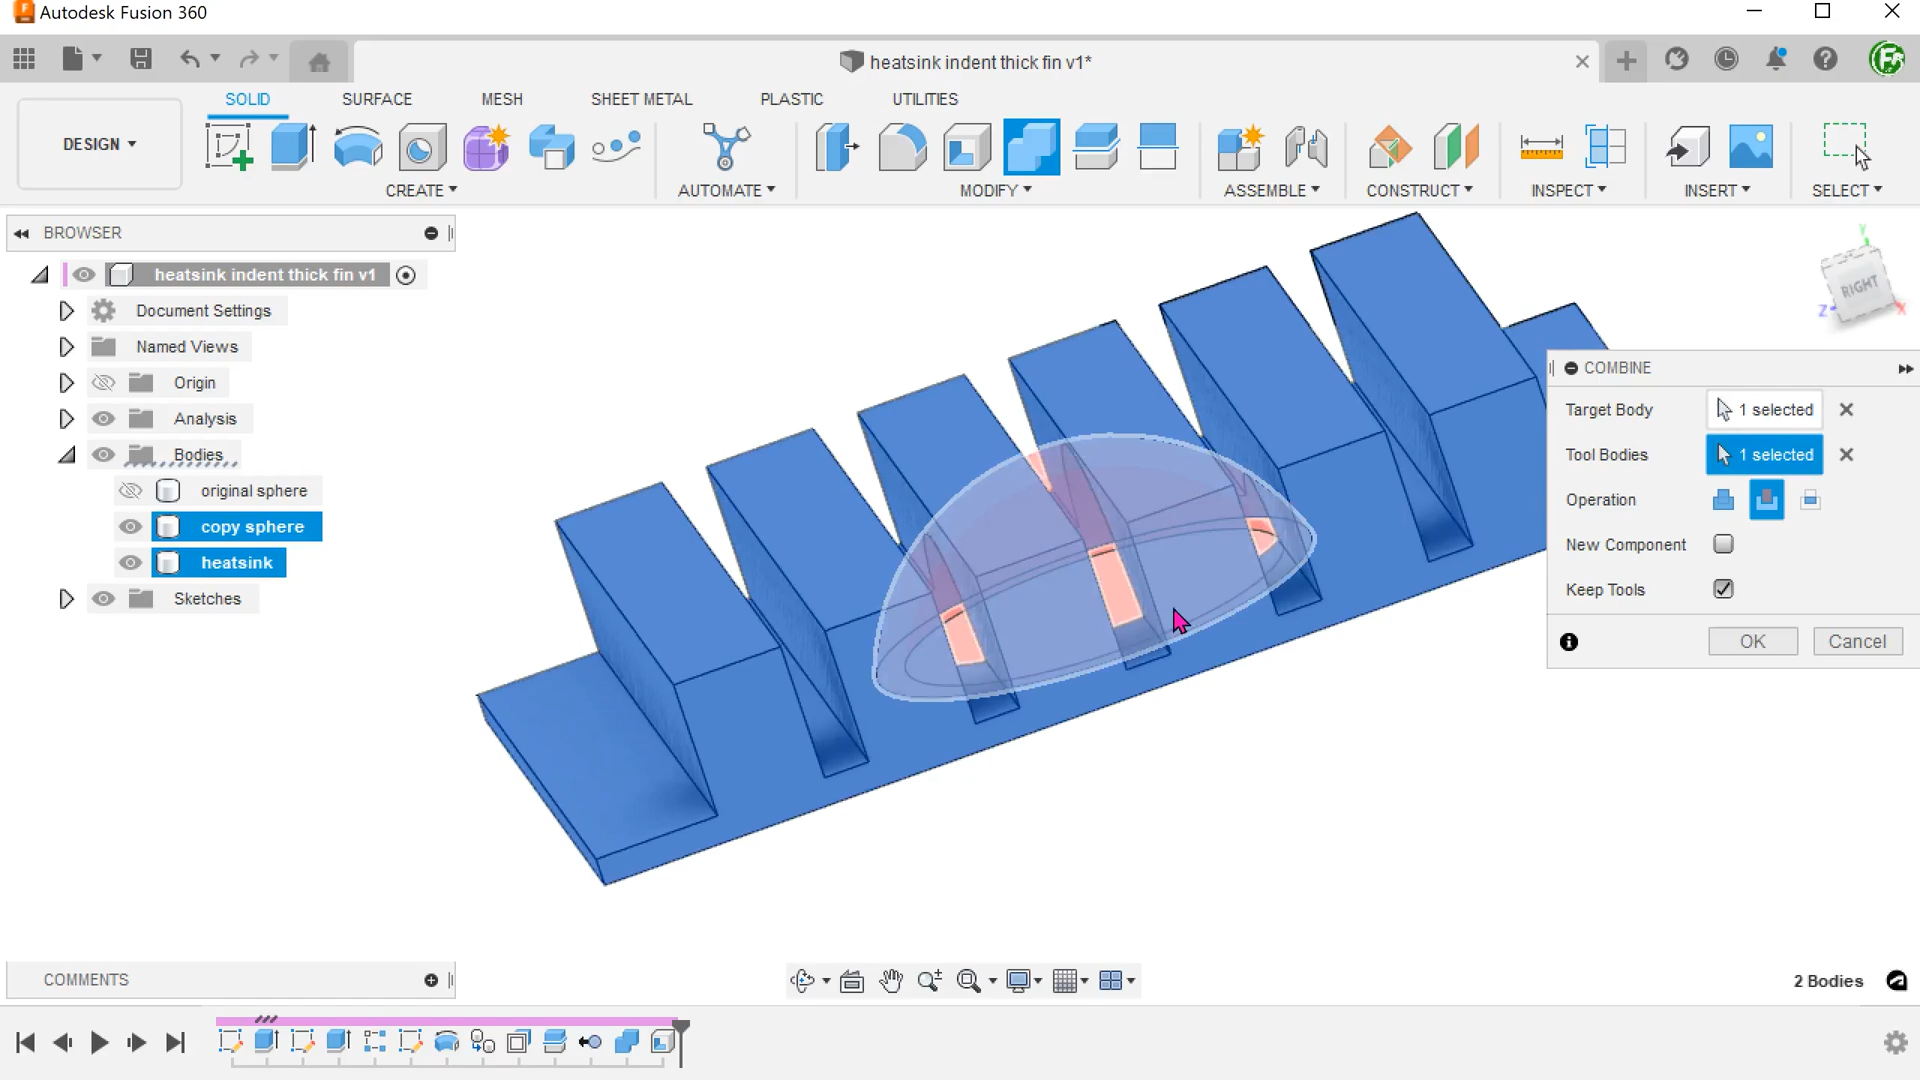 Autodesk Fusion 360
heatsink indent thick fin v1*
DESIGN
SOLID SURFACE MESH SHEET METAL PLASTIC UTILITIES
CREATE AUTOMATE MODIFY ASSEMBLE CONSTRUCT INSPECT INSERT SELECT
BROWSER
heatsink indent thick fin v1
Document Settings
Named Views
Origin
Analysis
Bodies
original sphere
copy sphere
heatsink
Sketches
Y
RIGHT
Z X
COMBINE
Target Body 1 selected
Tool Bodies 1 selected
Operation
New Component
Keep Tools
OK Cancel
COMMENTS
2 Bodies